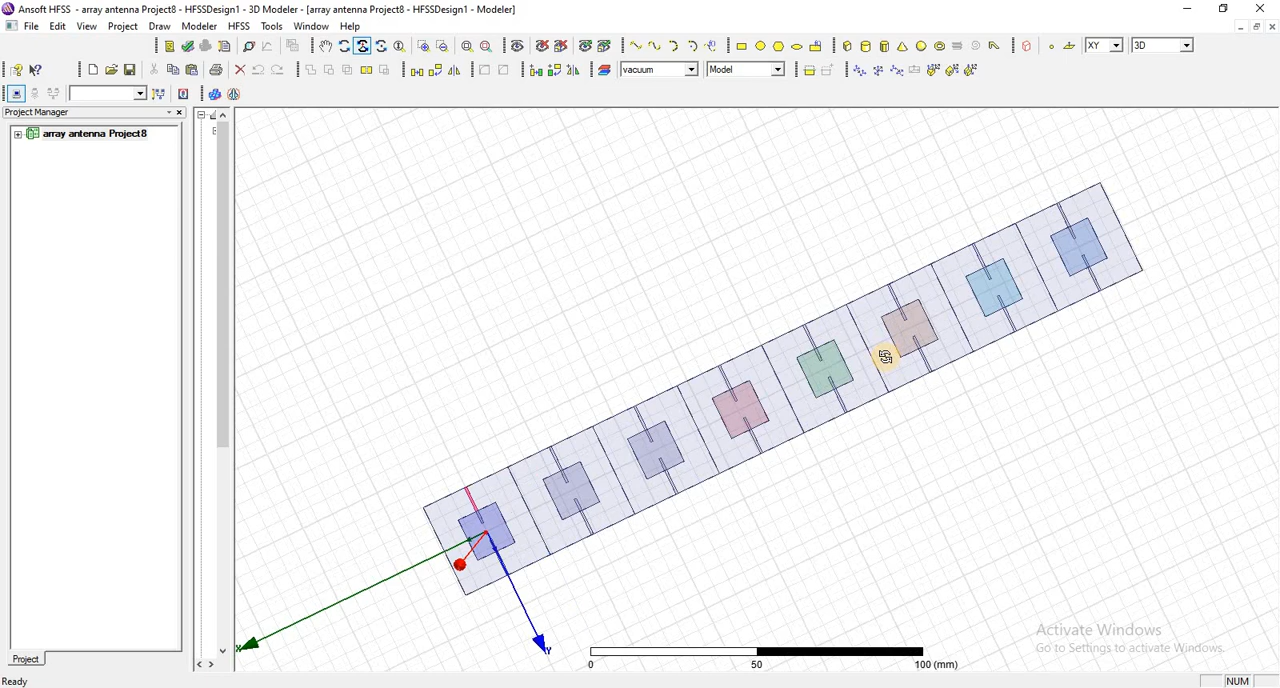 Ansoft HFSS - array antenna Project8 - HFSSDesign1 - 3D Modeler - [array antenna Project8 - HFSSDesign1 - Modeler]
File Edit View Project Draw Modeler HFSS Tools Window Help
XY 3D
vacuum Model
Project Manager
array antenna Project8
X
Y
0 50 100 (mm)
Activate Windows
Go to Settings to activate Windows.
Project
Ready NUM